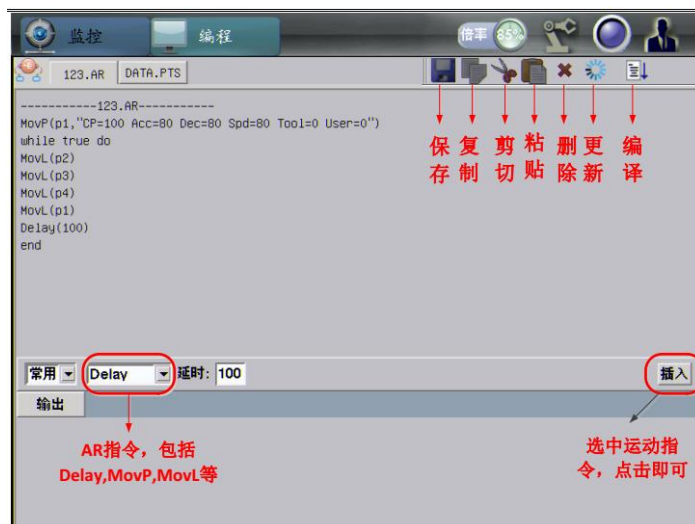 监控
编程
倍率
85%
123.AR
DATA.PTS
-----------123.AR-----------
MovP(p1,"CP=100 Acc=80 Dec=80 Spd=80 Tool=0 User=0")
while true do
MovL(p2)
MovL(p3)
MovL(p4)
MovL(p1)
Delay(100)
end
保存
复制
剪切
粘贴
删除
更新
编译
常用
Delay
延时: 100
插入
输出
AR指令，包括
Delay,MovP,MovL等
选中运动指
令，点击即可